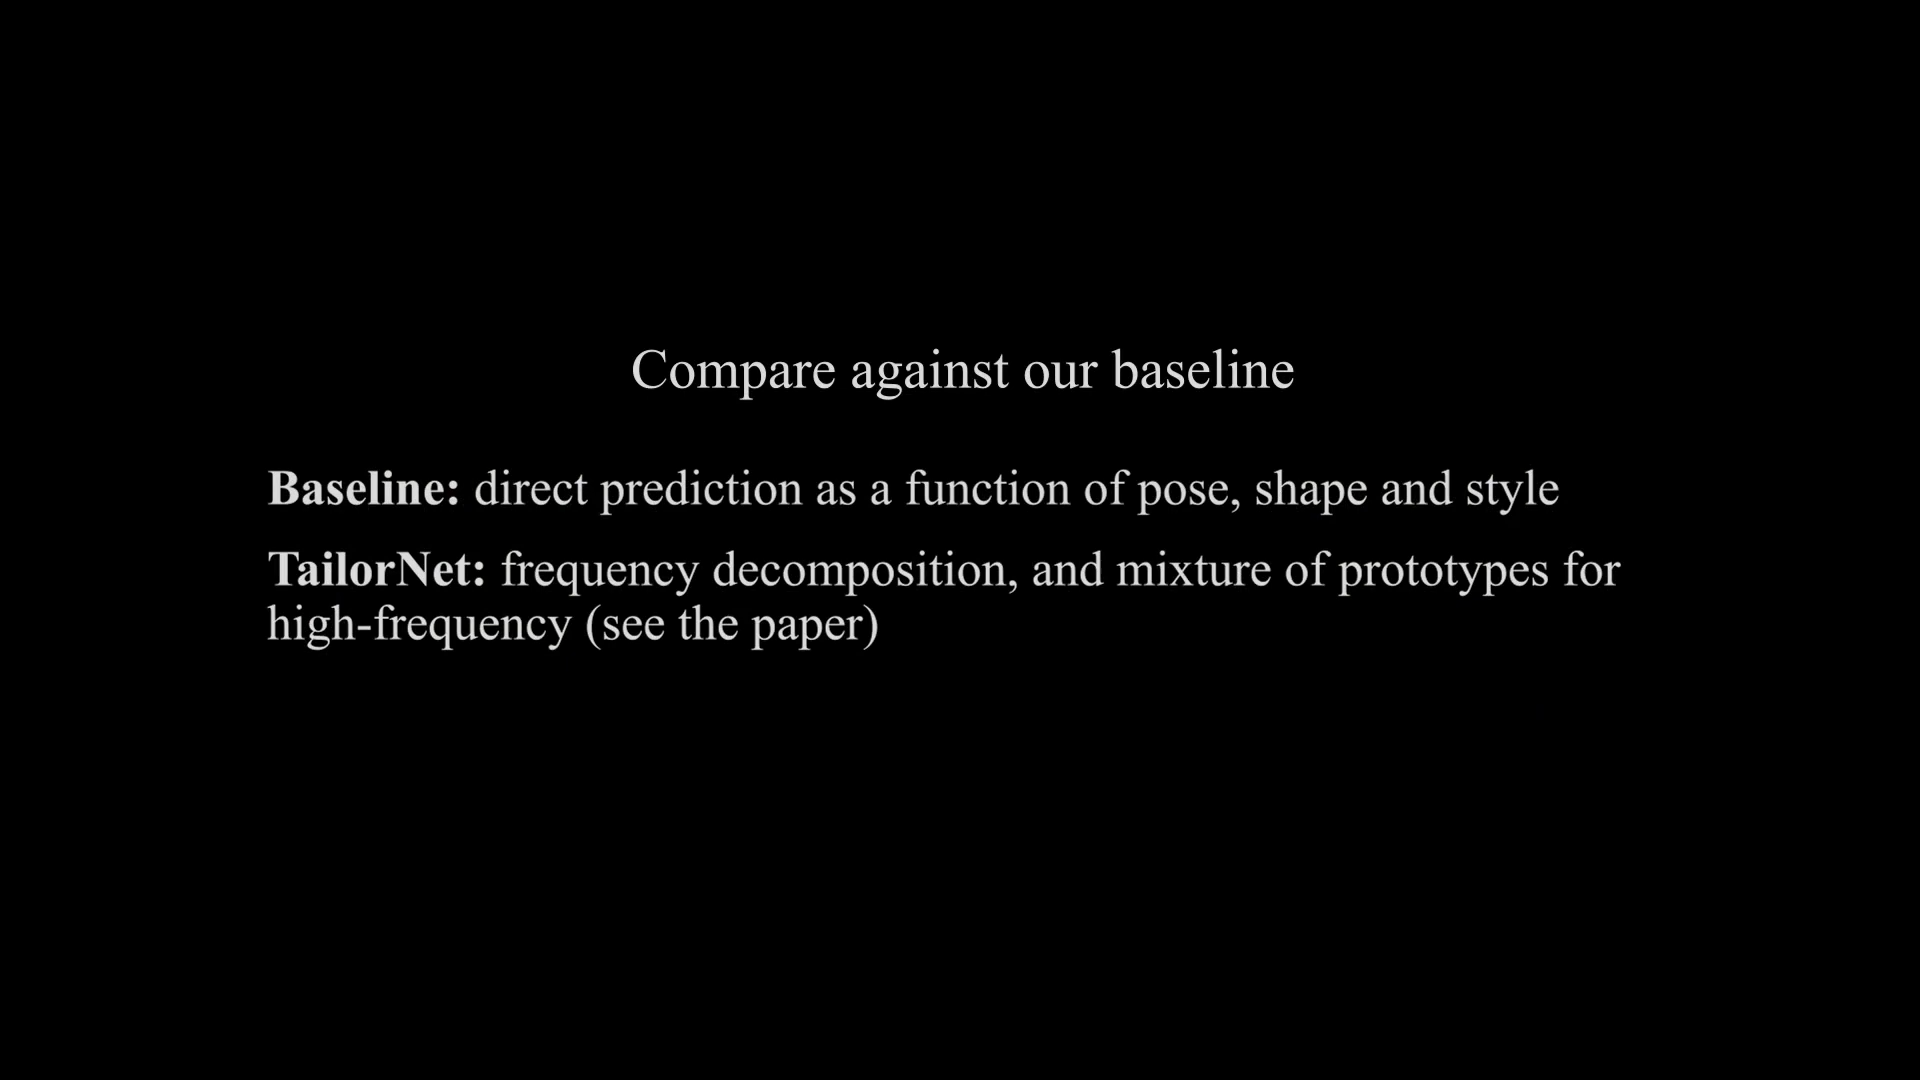 Compare against our baseline
Baseline: direct prediction as a function of pose, shape and style
TailorNet: frequency decomposition, and mixture of prototypes for
high-frequency (see the paper)